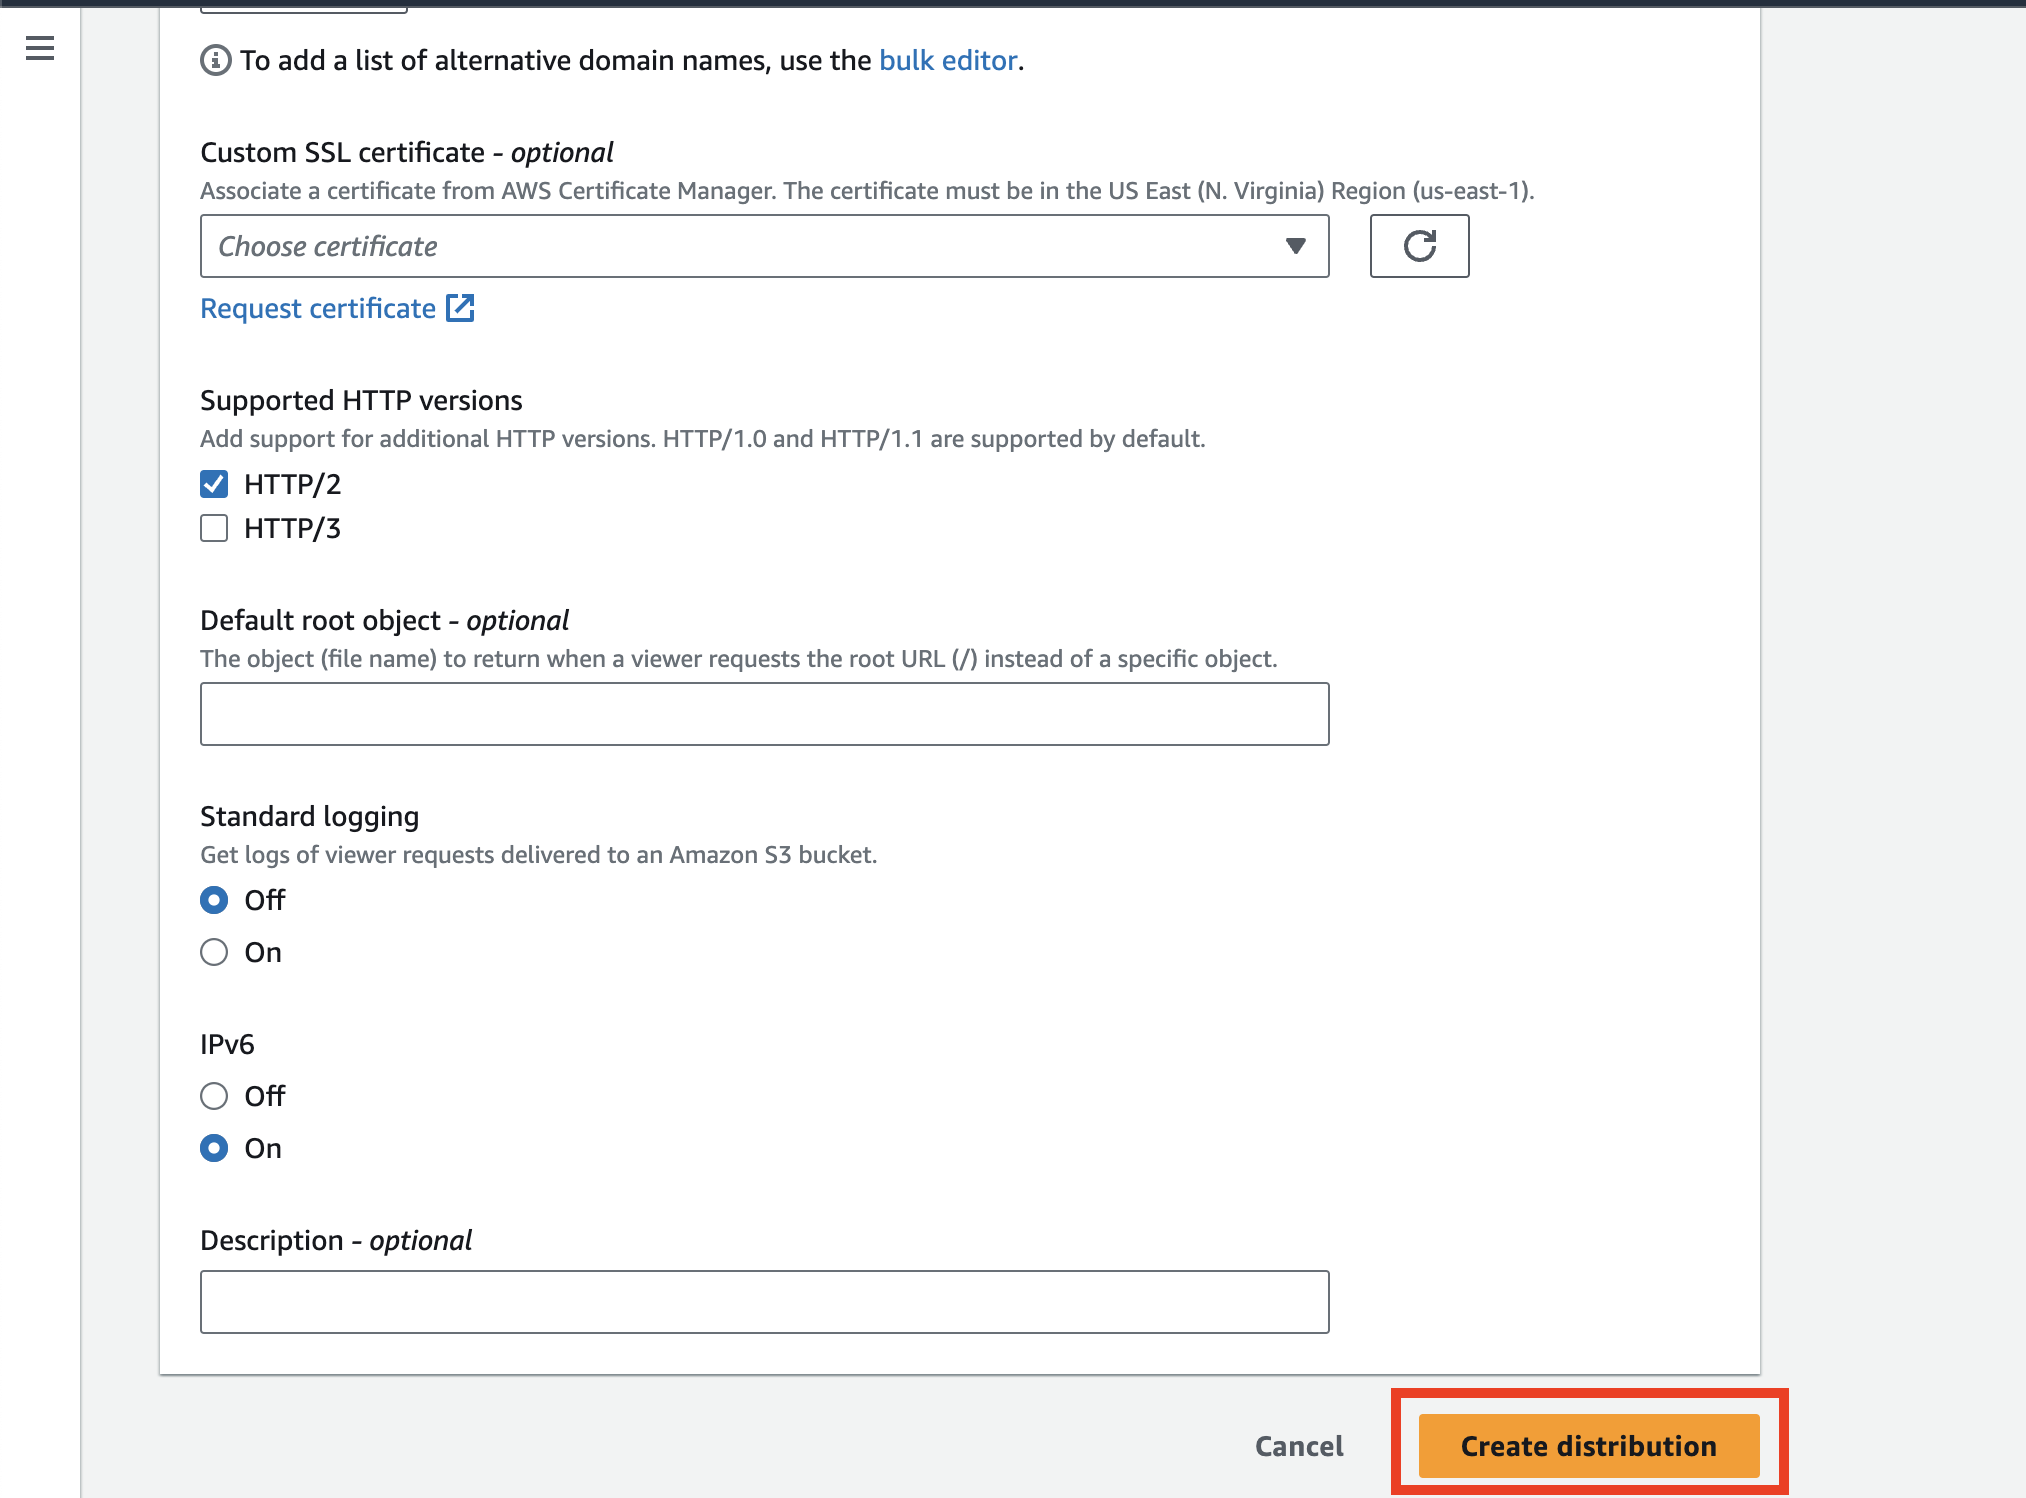 To add a list of alternative domain names, use the bulk editor.
Custom SSL certificate - optional
Associate a certificate from AWS Certificate Manager. The certificate must be in the US East (N. Virginia) Region (us-east-1).
Choose certificate
Request certificate
Supported HTTP versions
Add support for additional HTTP versions. HTTP/1.0 and HTTP/1.1 are supported by default.
HTTP/2
HTTP/3
Default root object - optional
The object (file name) to return when a viewer requests the root URL (/) instead of a specific object.
Standard logging
Get logs of viewer requests delivered to an Amazon S3 bucket.
Off
On
IPv6
Off
On
Description - optional
Cancel
Create distribution